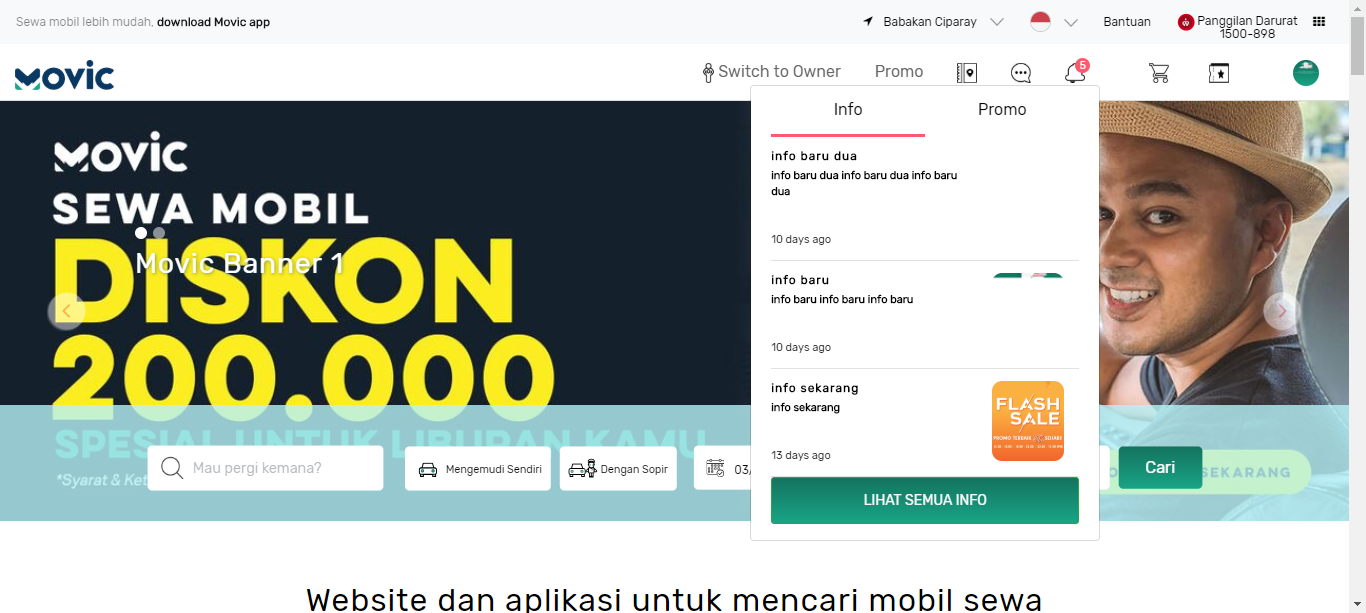 Sewa mobil lebih mudah, download Movic app
Babakan Ciparay
Bantuan
Panggilan Darurat
1500-898
MOVIC
Switch to Owner
Promo
5
Info
Promo
info baru dua
info baru dua info baru dua info baru
dua
10 days ago
info baru
info baru info baru info baru
10 days ago
info sekarang
info sekarang
FLASH
SALE
13 days ago
LIHAT SEMUA INFO
MOVIC
SEWA MOBIL
DISKON
Movic Banner 1
200.000
SPESIAL UNTUK LIBURAN KAMU
*Syarat & Ket
Mau pergi kemana?
Mengemudi Sendiri
Dengan Sopir
03/
Cari
SEKARANG
Website dan aplikasi untuk mencari mobil sewa